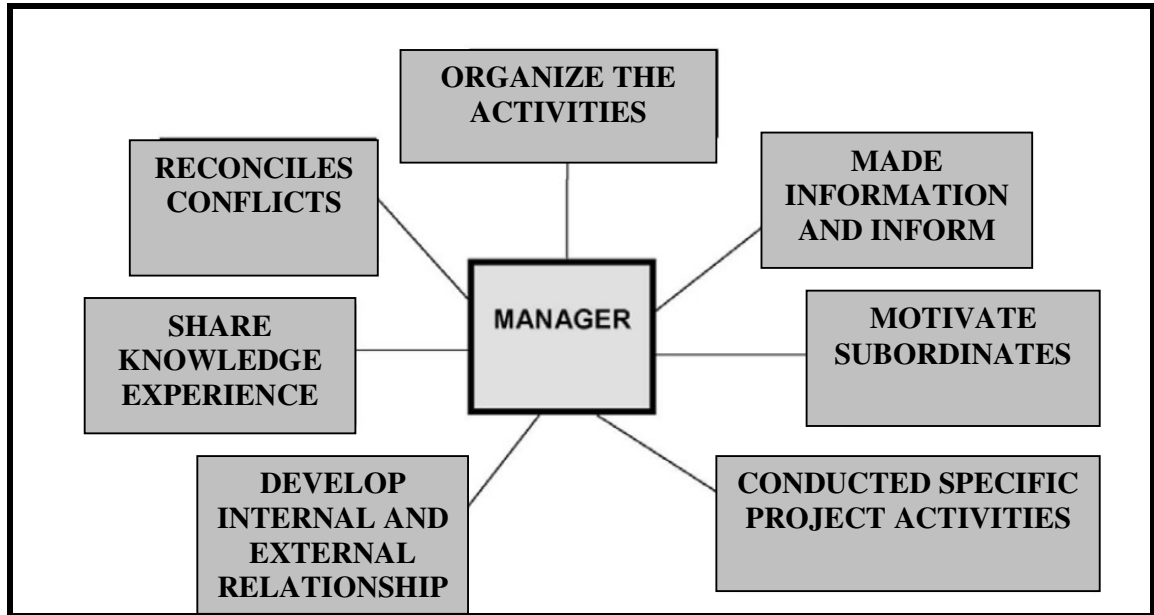 ORGANIZE THE
ACTIVITIES
RECONCILES
CONFLICTS
MADE
INFORMATION
AND INFORM
MANAGER
SHARE
KNOWLEDGE
EXPERIENCE
MOTIVATE
SUBORDINATES
DEVELOP
INTERNAL AND
EXTERNAL
RELATIONSHIP
CONDUCTED SPECIFIC
PROJECT ACTIVITIES